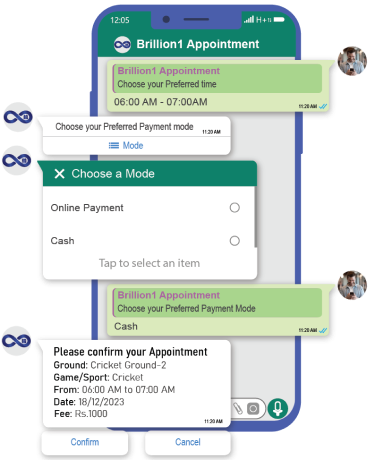 12:05
H+
Brillion1 Appointment
Brillion1 Appointment
Choose your Preferred time
06:00 AM - 07:00AM
11:20 AM
Choose your Preferred Payment mode
11:20 AM
Mode
Choose a Mode
Online Payment
Cash
Tap to select an item
Brillion1 Appointment
Choose your Preferred Payment Mode
Cash
11:20 AM
Please confirm your Appointment
Ground: Cricket Ground-2
Game/Sport: Cricket
From: 06:00 AM to 07:00 AM
Date: 18/12/2023
Fee: Rs.1000
11:20 AM
Confirm
Cancel